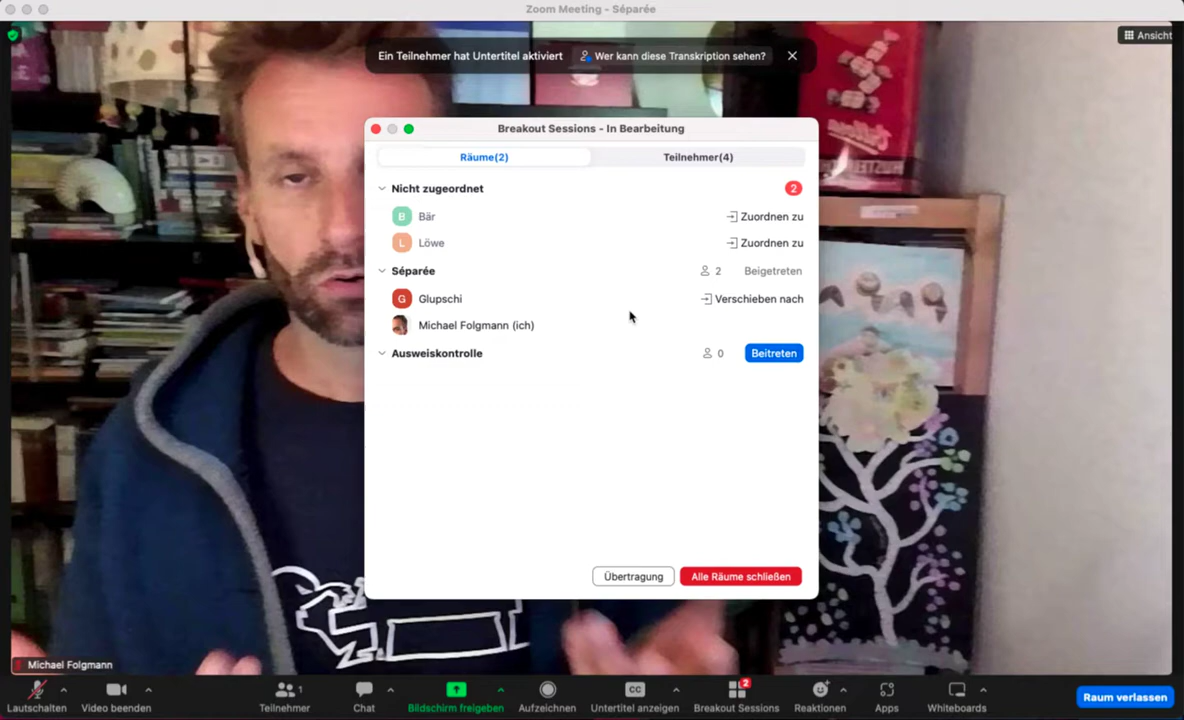 Zoom Meeting - Séparée
Ansicht
Ein Teilnehmer hat Untertitel aktiviert
Wer kann diese Transkription sehen?
Breakout Sessions - In Bearbeitung
Räume(2)
Teilnehmer(4)
Nicht zugeordnet
2
B Bär
Zuordnen zu
L Löwe
Zuordnen zu
Séparée
2
Beigetreten
G Glupschi
Verschieben nach
Michael Folgmann (ich)
Ausweiskontrolle
0
Beitreten
Übertragung
Alle Räume schließen
Michael Folgmann
Lautschalten
Video beenden
1
Teilnehmer
Chat
Bildschirm freigeben
Aufzeichnen
CC
Untertitel anzeigen
2
Breakout Sessions
Reaktionen
Apps
Whiteboards
Raum verlassen